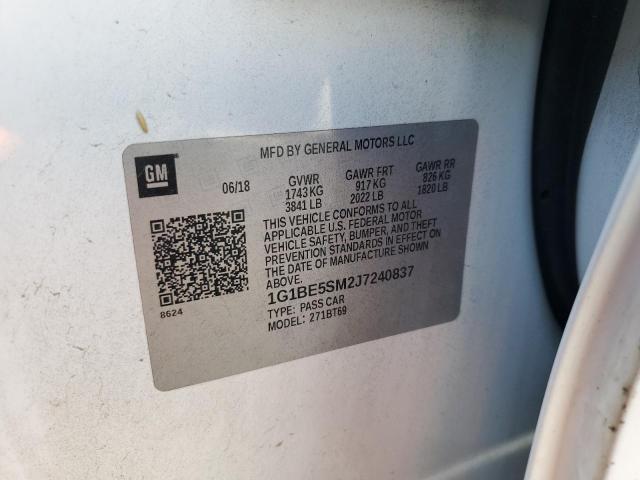 MFD BY GENERAL MOTORS LLC
GM
06/18
GVWR
1743 KG
3841 LB
GAWR FRT
917 KG
2022 LB
GAWR RR
826 KG
1820 LB
THIS VEHICLE CONFORMS TO ALL
APPLICABLE U.S. FEDERAL MOTOR
VEHICLE SAFETY, BUMPER, AND THEFT
PREVENTION STANDARDS IN EFFECT ON
THE DATE OF MANUFACTURE SHOWN
ABOVE.
1G1BE5SM2J7240837
TYPE: PASS CAR
MODEL: 271BT69
8624